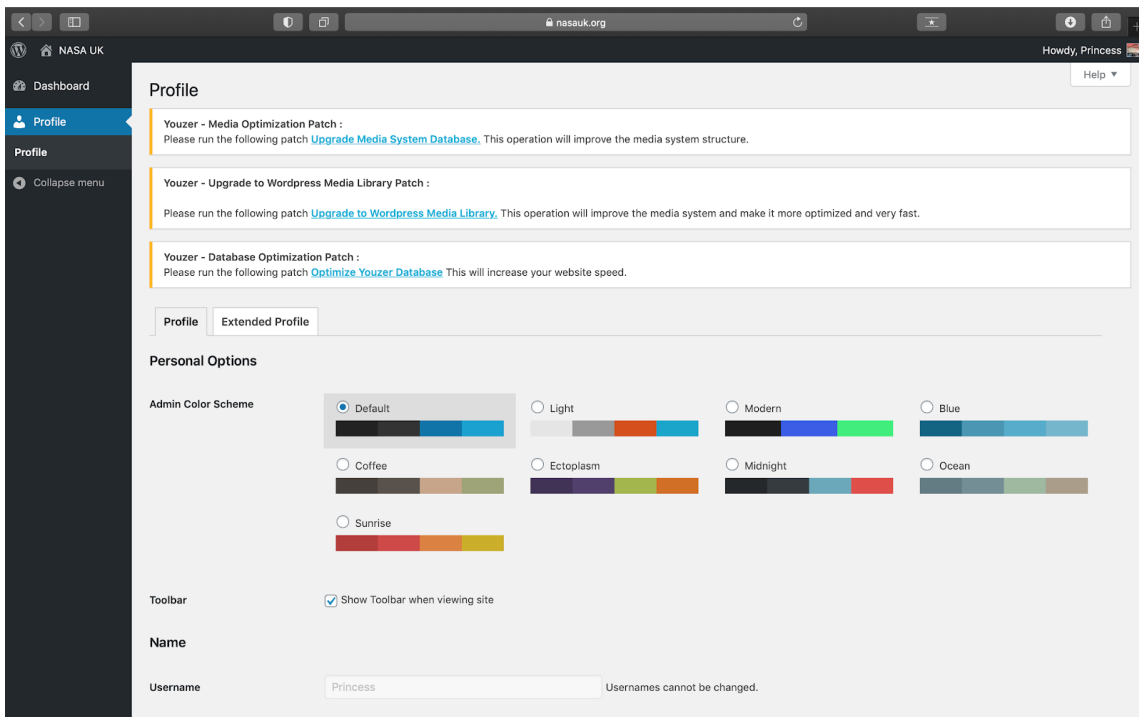 nasauk.org
NASA UK
Howdy, Princess
Dashboard
Profile
Profile
Collapse menu
Help
Profile
Youzer - Media Optimization Patch :
Please run the following patch Upgrade Media System Database. This operation will improve the media system structure.
Youzer - Upgrade to Wordpress Media Library Patch :
Please run the following patch Upgrade to Wordpress Media Library. This operation will improve the media system and make it more optimized and very fast.
Youzer - Database Optimization Patch :
Please run the following patch Optimize Youzer Database This will increase your website speed.
Profile Extended Profile
Personal Options
Admin Color Scheme
Default Light Modern Blue
Coffee Ectoplasm Midnight Ocean
Sunrise
Toolbar Show Toolbar when viewing site
Name
Username Princess Usernames cannot be changed.